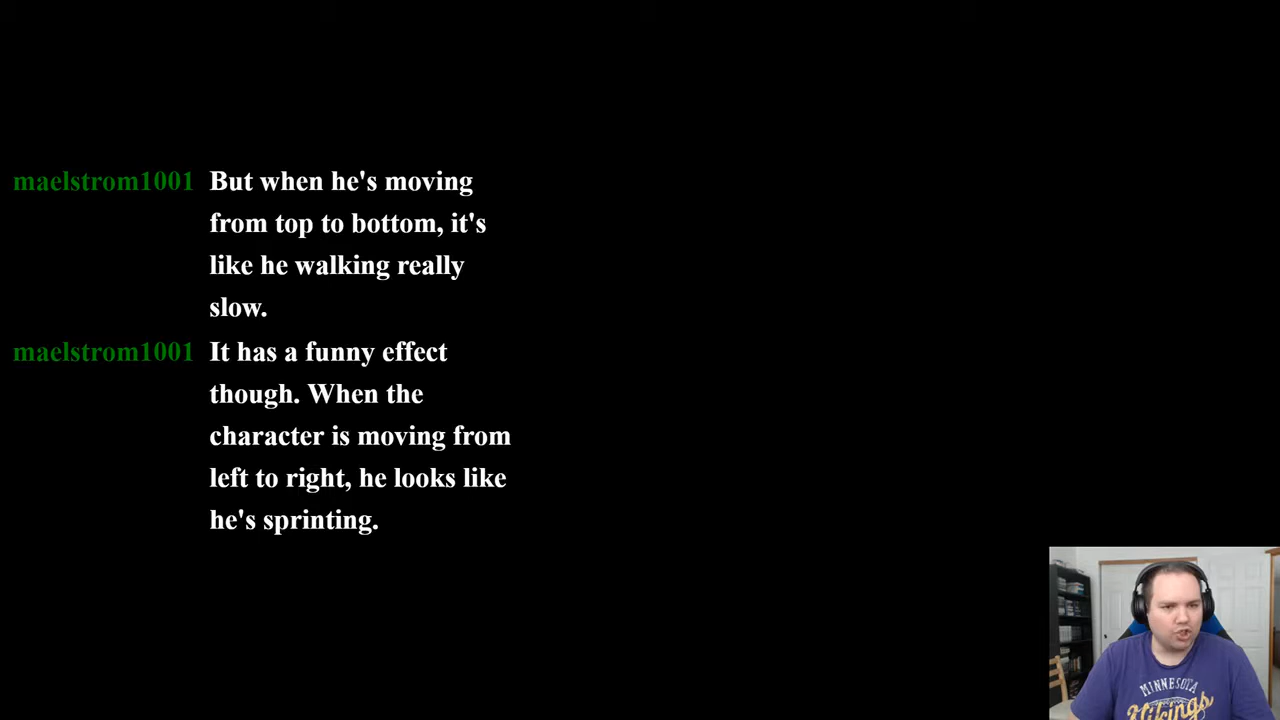 maelstrom1001 But when he's moving
from top to bottom, it's
like he walking really
slow.
maelstrom1001 It has a funny effect
though. When the
character is moving from
left to right, he looks like
he's sprinting.
MINNESOTA
Vikings